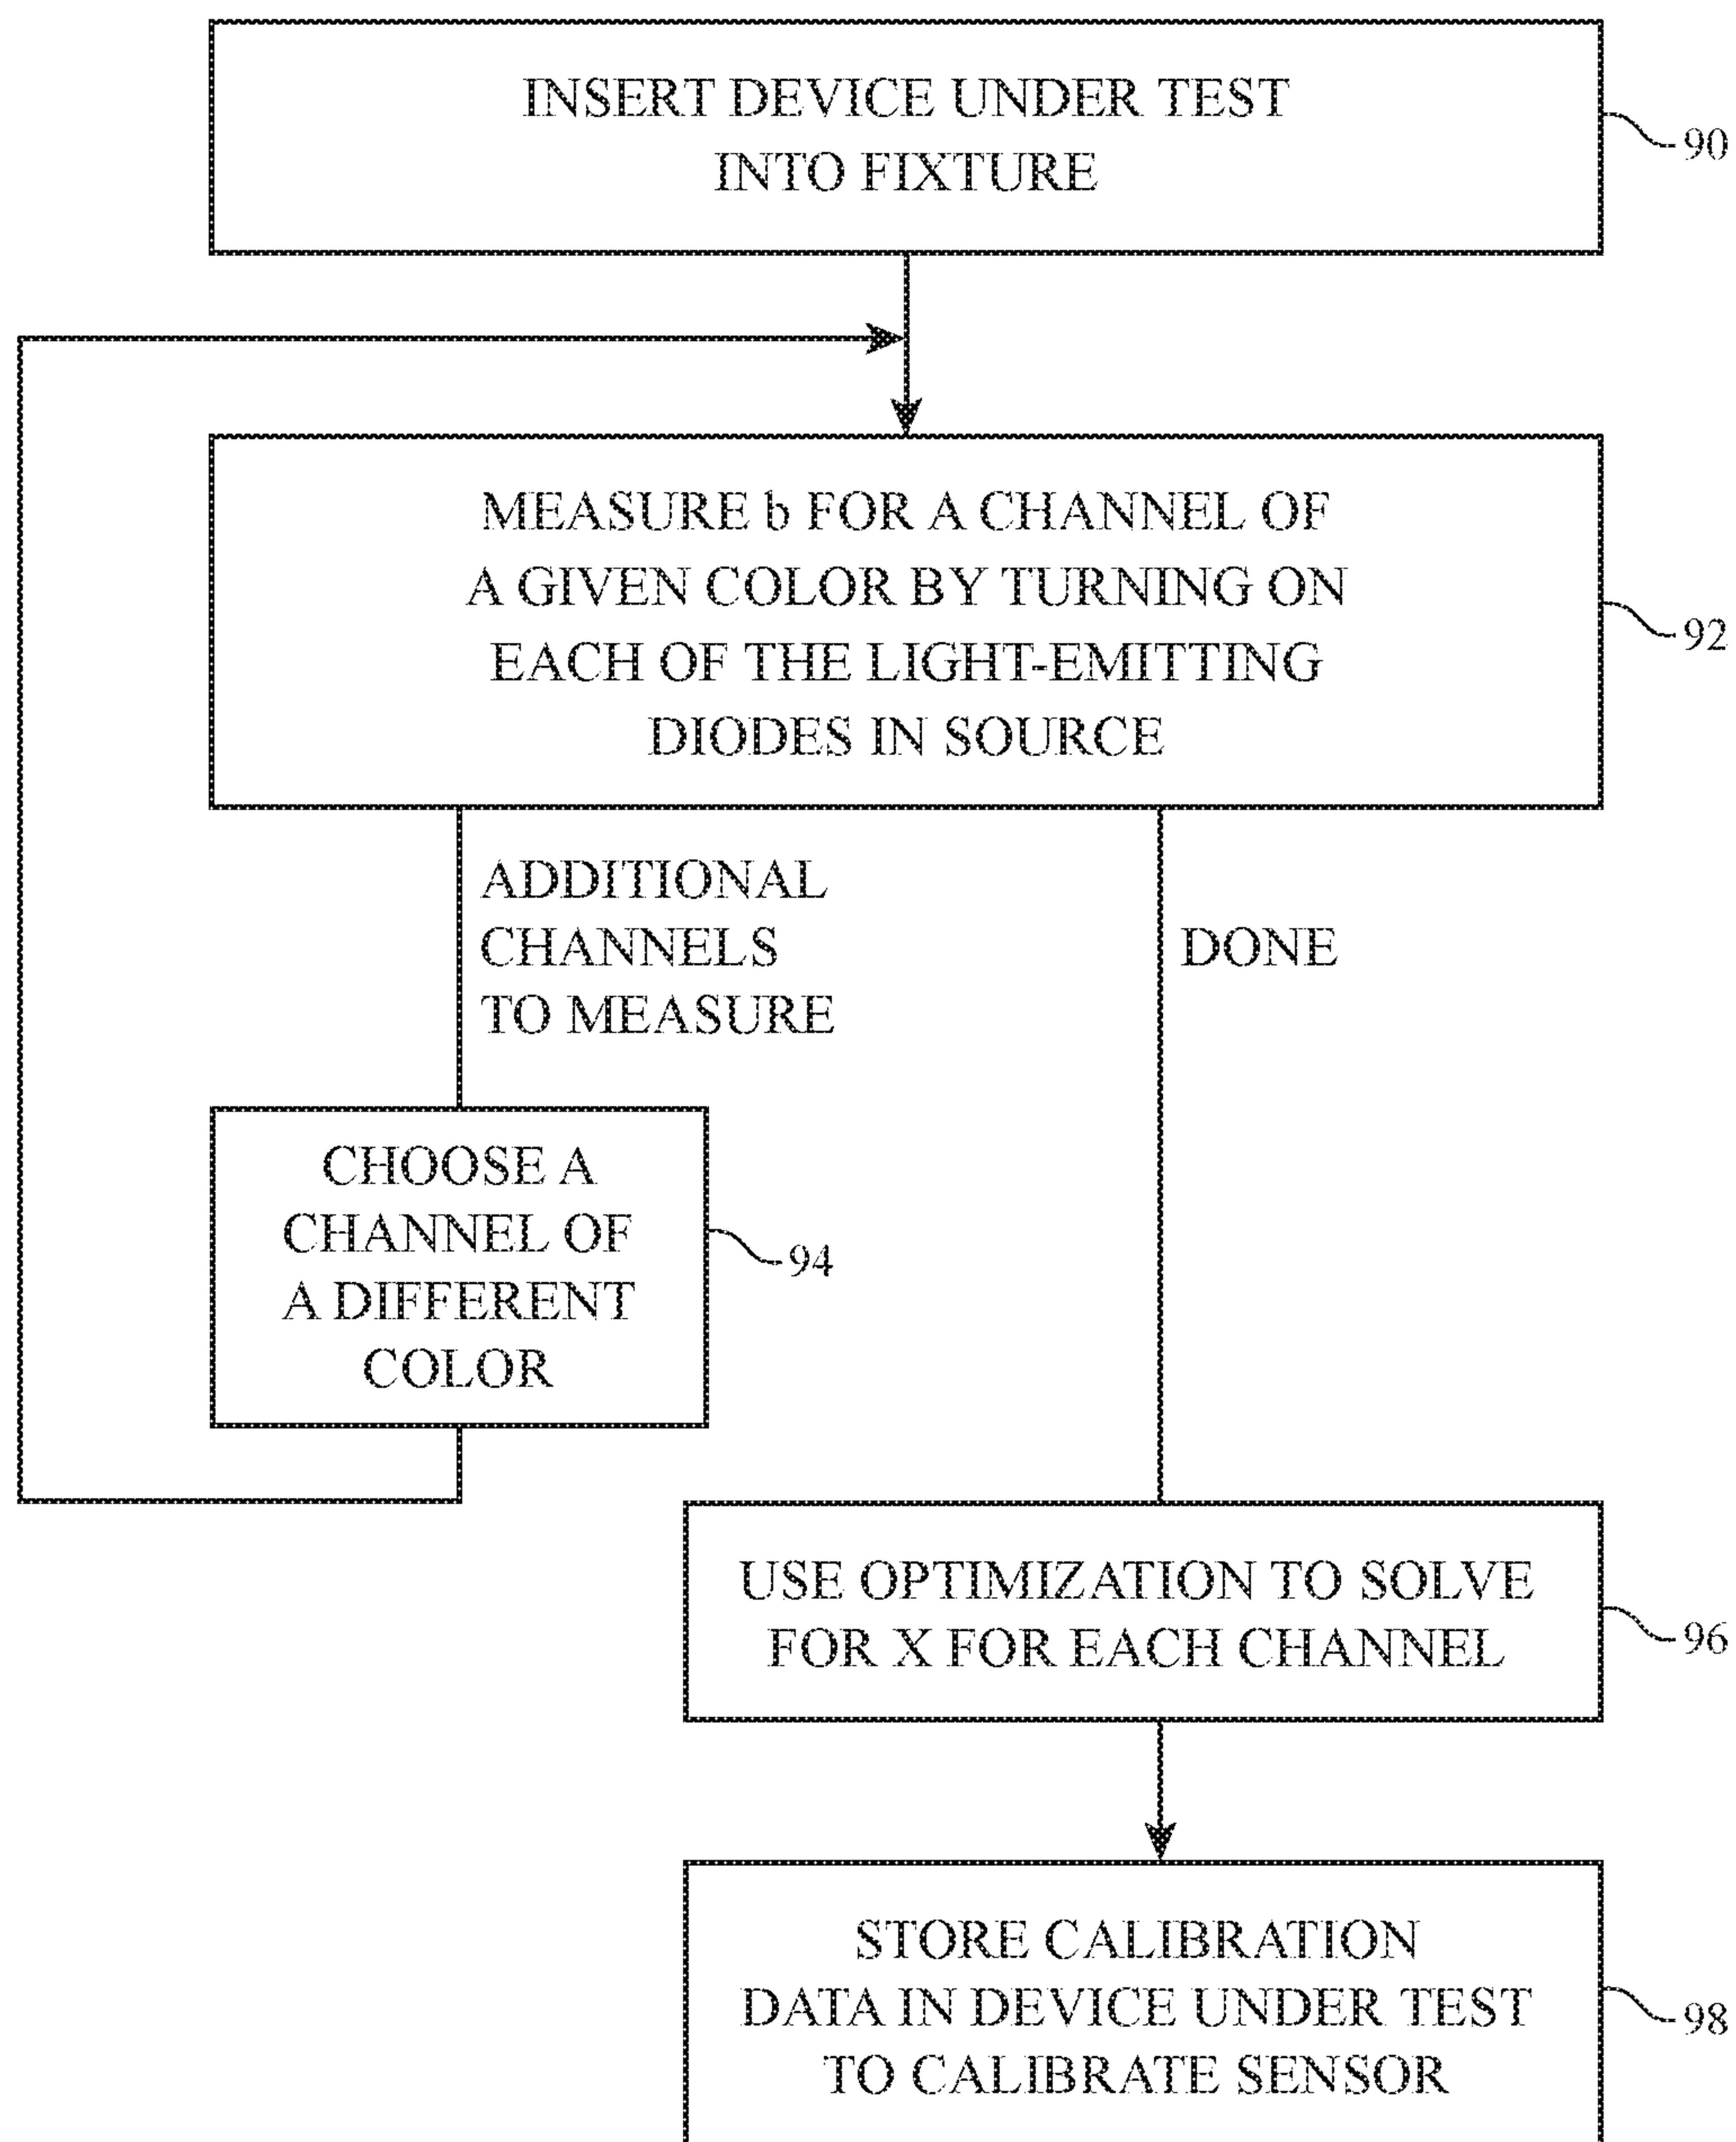 INSERT DEVICE UNDER TEST
INTO FIXTURE
90
MEASURE b FOR A CHANNEL OF
A GIVEN COLOR BY TURNING ON
EACH OF THE LIGHT-EMITTING
DIODES IN SOURCE
92
ADDITIONAL
CHANNELS
TO MEASURE
DONE
CHOOSE A
CHANNEL OF
A DIFFERENT
COLOR
94
USE OPTIMIZATION TO SOLVE
FOR X FOR EACH CHANNEL
96
STORE CALIBRATION
DATA IN DEVICE UNDER TEST
TO CALIBRATE SENSOR
98